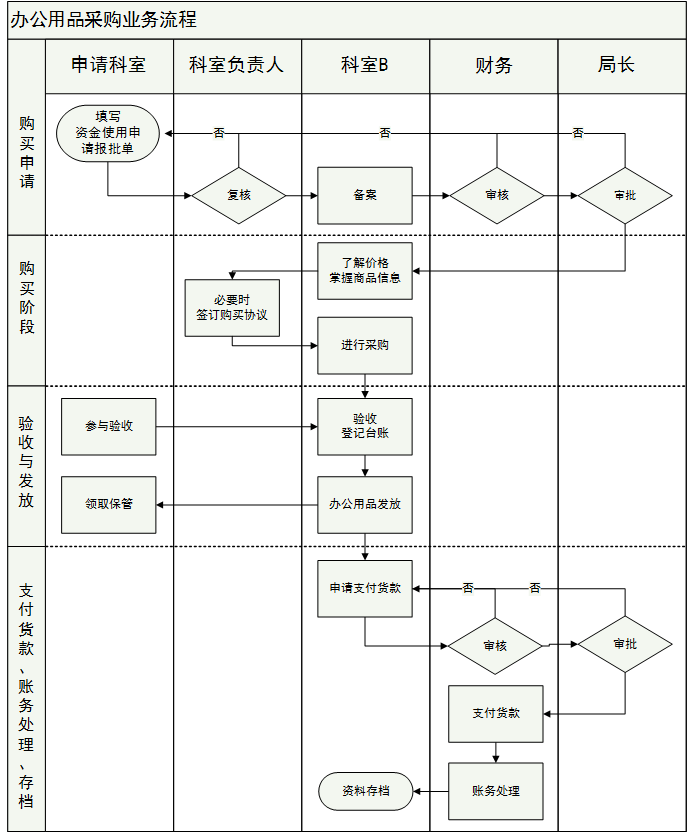 办公用品采购业务流程
申请科室
科室负责人
科室B
财务
局长
购买申请
填写
资金使用申
请报批单
否
否
否
复核
备案
审核
审批
购买阶段
了解价格
掌握商品信息
必要时
签订购买协议
进行采购
验收与发放
参与验收
验收
登记台账
领取保管
办公用品发放
支付货款、账务处理、存档
申请支付货款
否
否
审核
审批
支付货款
资料存档
账务处理